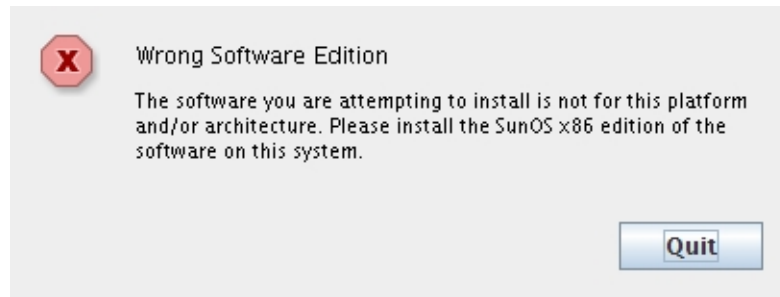 Wrong Software Edition
The software you are attempting to install is not for this platform
and/or architecture. Please install the SunOS x86 edition of the
software on this system.
Quit